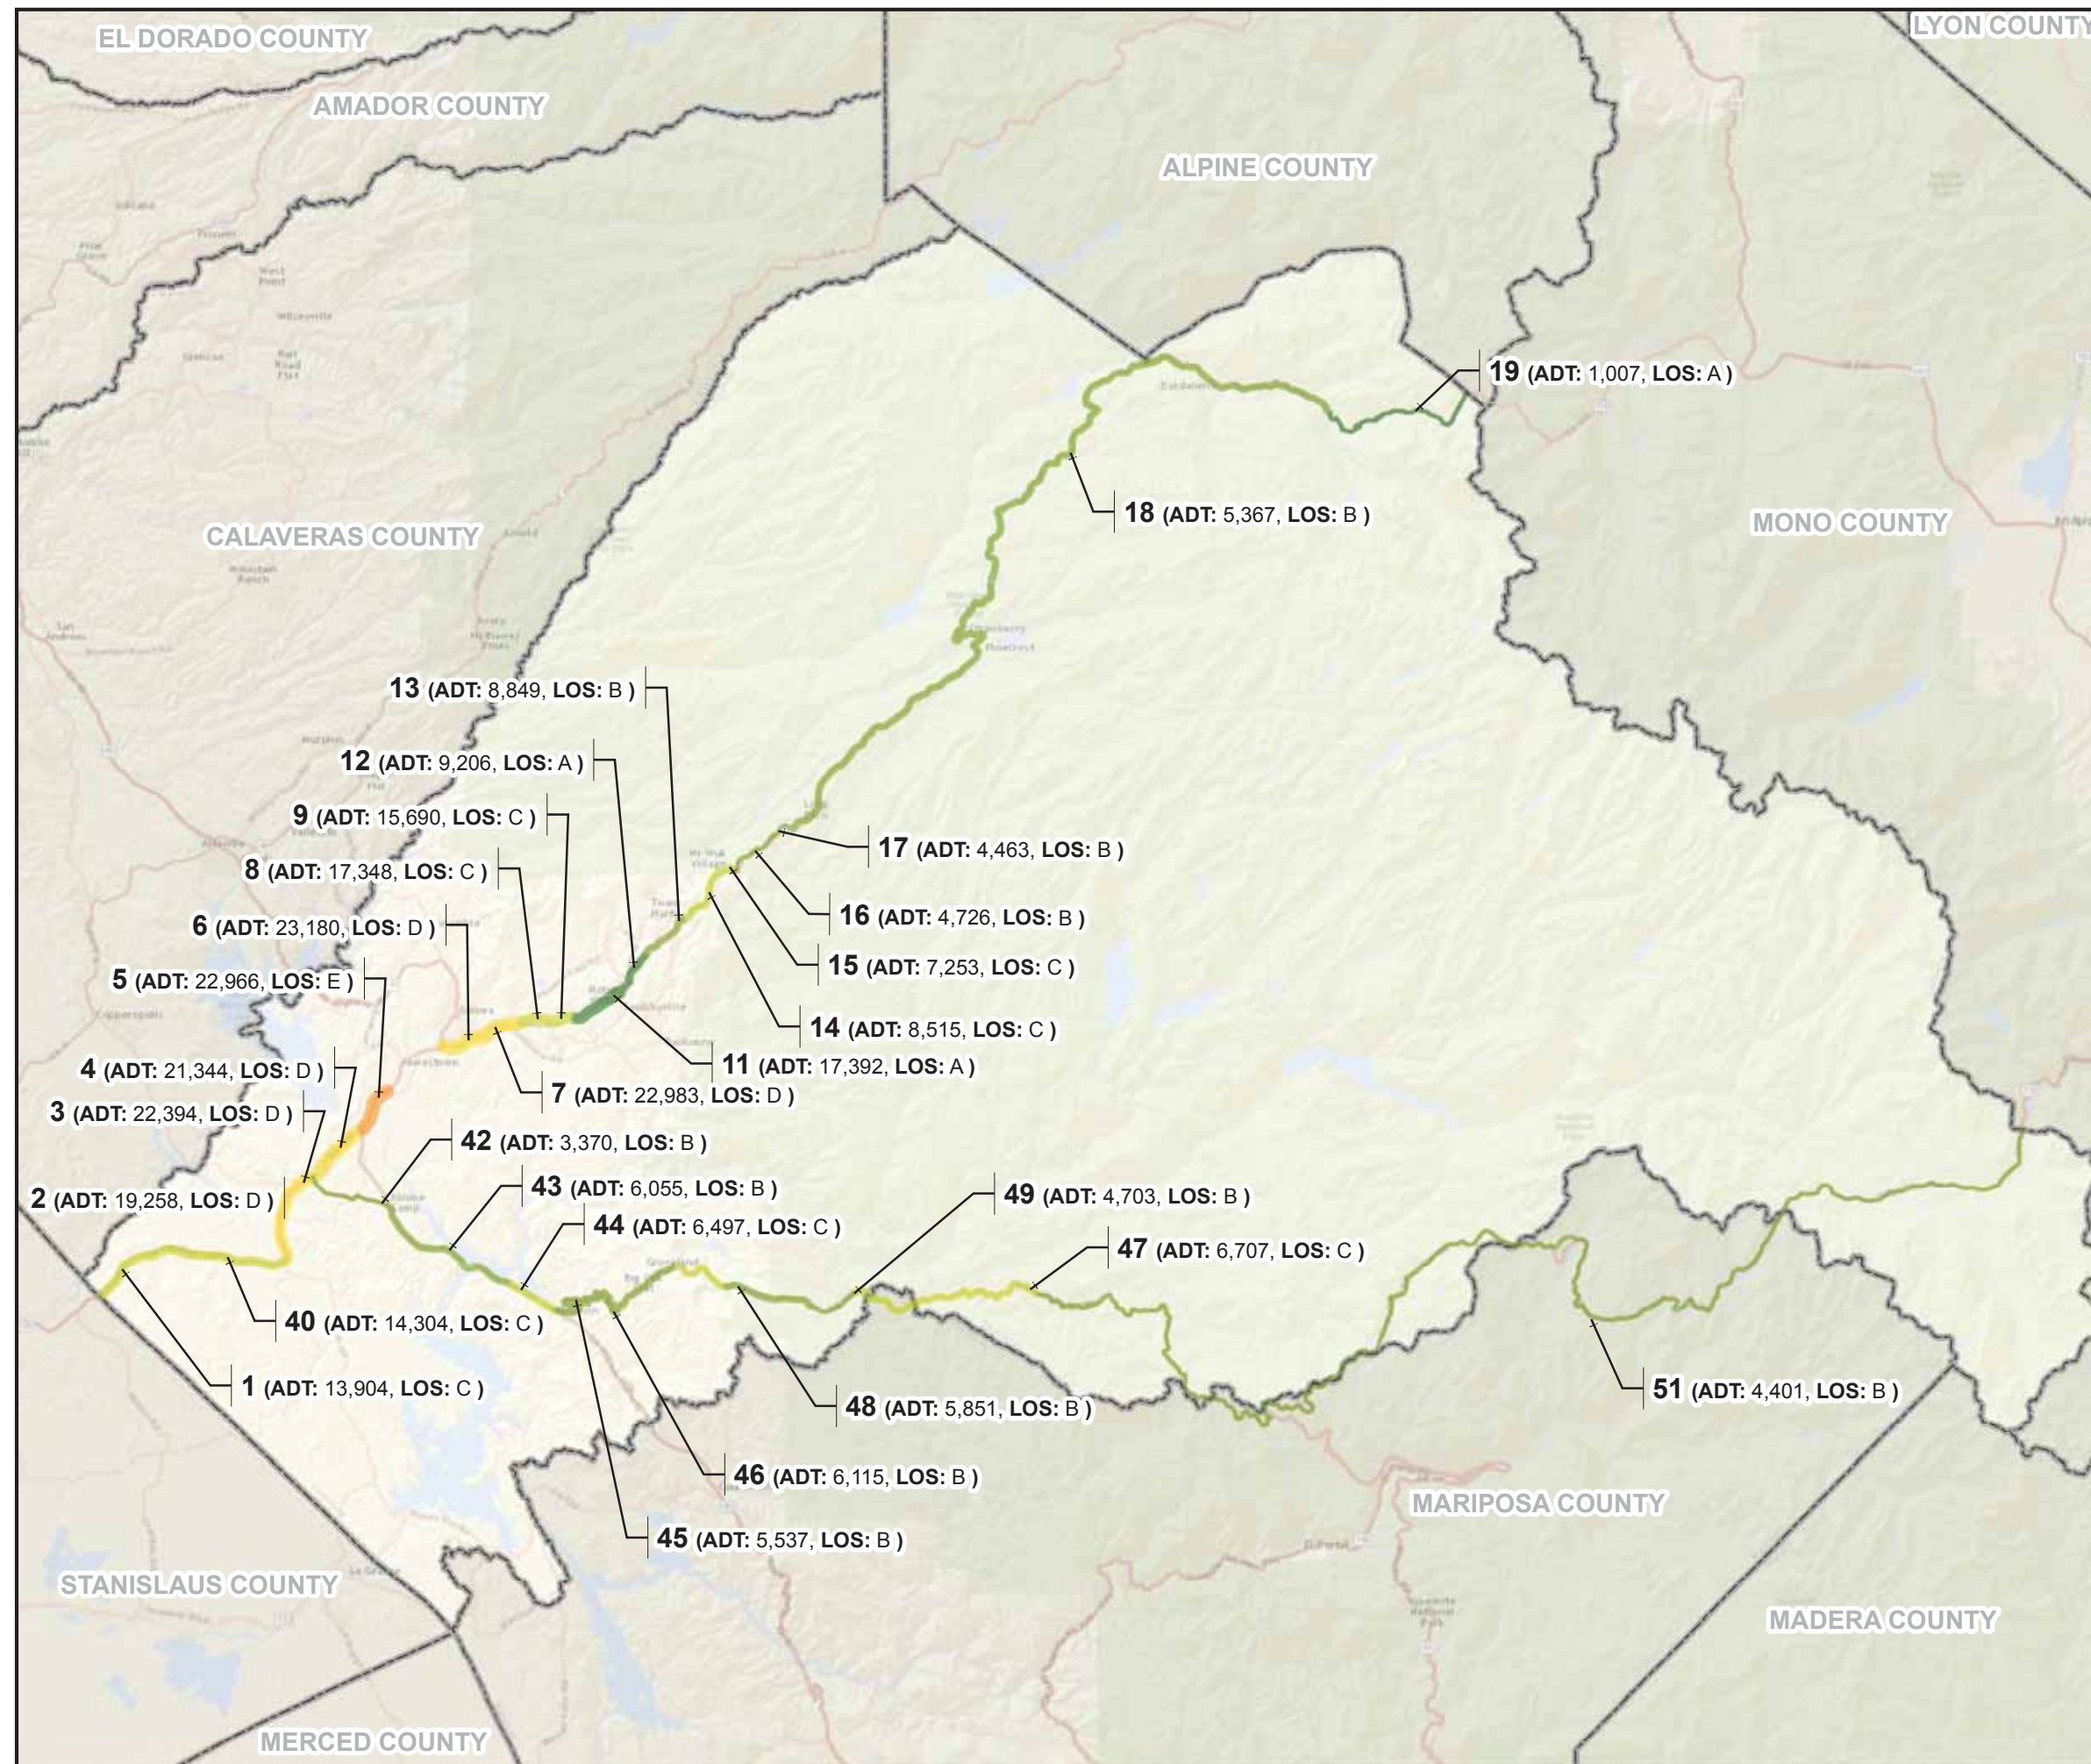 EL DORADO COUNTY
LYON COUNTY
AMADOR COUNTY
ALPINE COUNTY
19 (ADT: 1,007, LOS: A )
18 (ADT: 5,367, LOS: B )
MONO COUNTY
CALAVERAS COUNTY
Arnold
Strawberry
Pinecrest
13 (ADT: 8,849, LOS: B )
12 (ADT: 9,206, LOS: A )
9 (ADT: 15,690, LOS: C )
17 (ADT: 4,463, LOS: B )
8 (ADT: 17,348, LOS: C )
16 (ADT: 4,726, LOS: B )
6 (ADT: 23,180, LOS: D )
15 (ADT: 7,253, LOS: C )
5 (ADT: 22,966, LOS: E )
14 (ADT: 8,515, LOS: C )
4 (ADT: 21,344, LOS: D )
11 (ADT: 17,392, LOS: A )
7 (ADT: 22,983, LOS: D )
3 (ADT: 22,394, LOS: D )
42 (ADT: 3,370, LOS: B )
43 (ADT: 6,055, LOS: B )
49 (ADT: 4,703, LOS: B )
2 (ADT: 19,258, LOS: D )
44 (ADT: 6,497, LOS: C )
47 (ADT: 6,707, LOS: C )
40 (ADT: 14,304, LOS: C )
1 (ADT: 13,904, LOS: C )
48 (ADT: 5,851, LOS: B )
51 (ADT: 4,401, LOS: B )
46 (ADT: 6,115, LOS: B )
MARIPOSA COUNTY
45 (ADT: 5,537, LOS: B )
STANISLAUS COUNTY
MADERA COUNTY
MERCED COUNTY